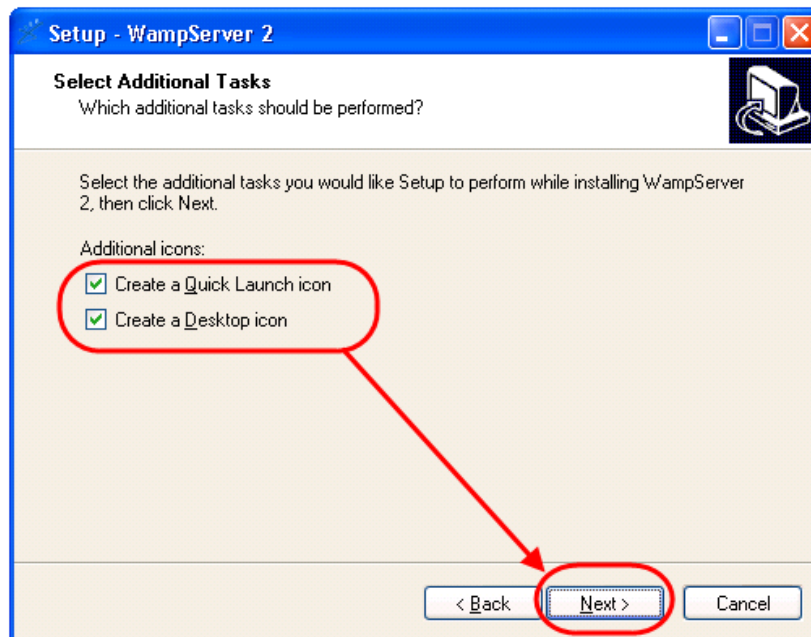 Setup - WampServer 2
Select Additional Tasks
Which additional tasks should be performed?
Select the additional tasks you would like Setup to perform while installing WampServer
2, then click Next.
Additional icons:
Create a Quick Launch icon
Create a Desktop icon
< Back Next > Cancel